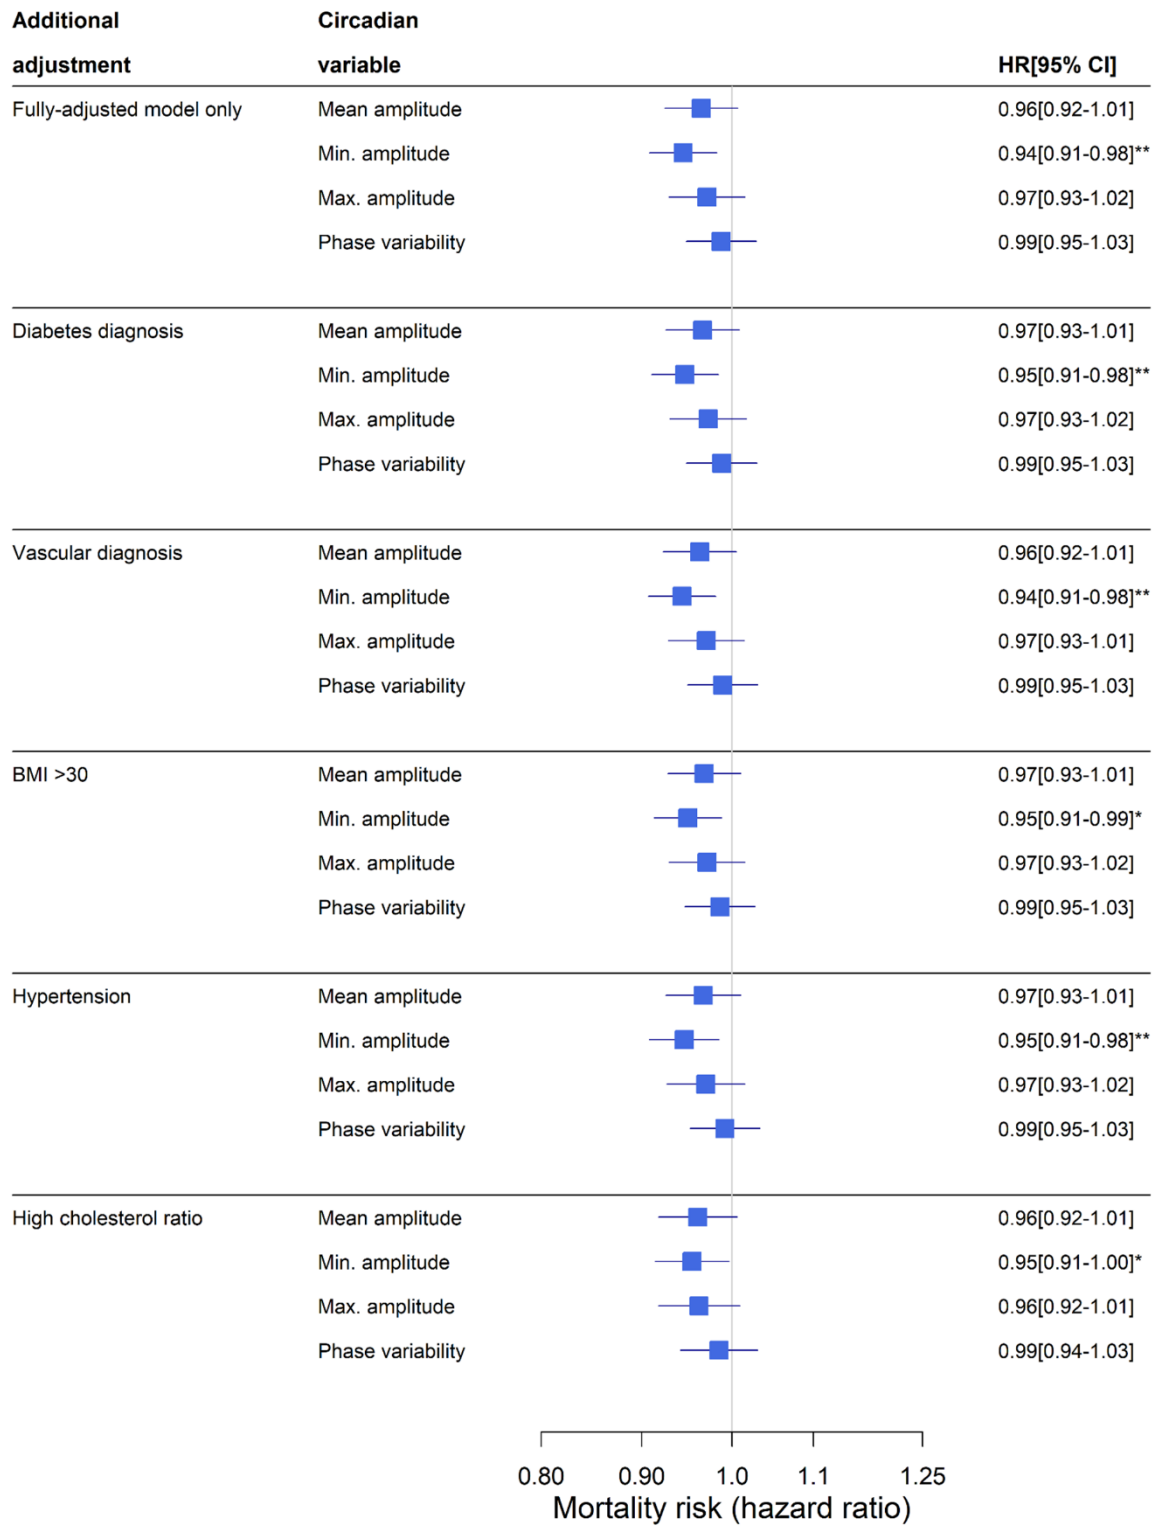 Additional Circadian
adjustment variable HR[95% CI]
Fully-adjusted model only Mean amplitude 0.96[0.92-1.01]
Min. amplitude 0.94[0.91-0.98]**
Max. amplitude 0.97[0.93-1.02]
Phase variability 0.99[0.95-1.03]
Diabetes diagnosis Mean amplitude 0.97[0.93-1.01]
Min. amplitude 0.95[0.91-0.98]**
Max. amplitude 0.97[0.93-1.02]
Phase variability 0.99[0.95-1.03]
Vascular diagnosis Mean amplitude 0.96[0.92-1.01]
Min. amplitude 0.94[0.91-0.98]**
Max. amplitude 0.97[0.93-1.01]
Phase variability 0.99[0.95-1.03]
BMI >30 Mean amplitude 0.97[0.93-1.01]
Min. amplitude 0.95[0.91-0.99]*
Max. amplitude 0.97[0.93-1.02]
Phase variability 0.99[0.95-1.03]
Hypertension Mean amplitude 0.97[0.93-1.01]
Min. amplitude 0.95[0.91-0.98]**
Max. amplitude 0.97[0.93-1.02]
Phase variability 0.99[0.95-1.03]
High cholesterol ratio Mean amplitude 0.96[0.92-1.01]
Min. amplitude 0.95[0.91-1.00]*
Max. amplitude 0.96[0.92-1.01]
Phase variability 0.99[0.94-1.03]
0.80 0.90 1.0 1.1 1.25
Mortality risk (hazard ratio)